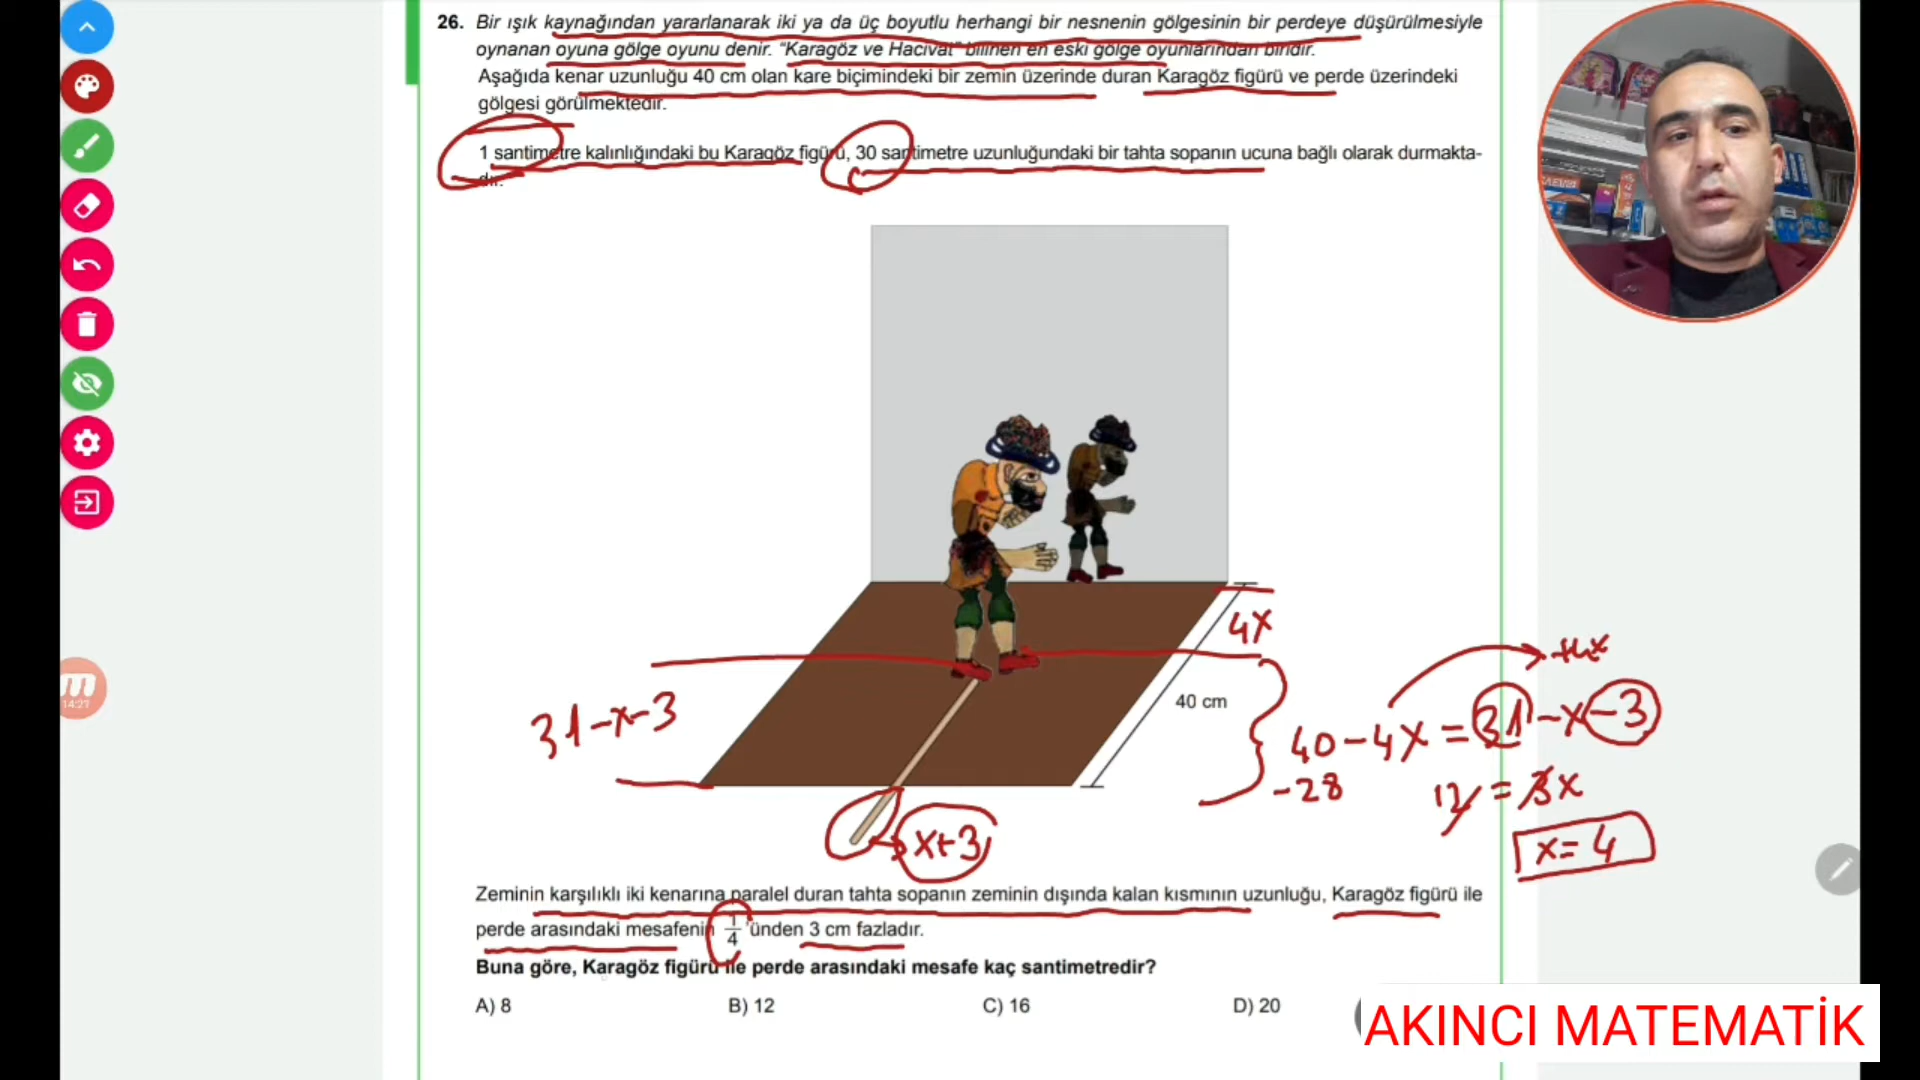 26. Bir ışık kaynağından yararlanarak iki ya da üç boyutlu herhangi bir nesnenin gölgesinin bir perdeye düşürülmesiyle
oynanan oyuna gölge oyunu denir. "Karagöz ve Hacivat" bilinen en eski gölge oyunlarından biridir.
Aşağıda kenar uzunluğu 40 cm olan kare biçimindeki bir zemin üzerinde duran Karagöz figürü ve perde üzerindeki
gölgesi görülmektedir.
1 santimetre kalınlığındaki bu Karagöz figürü, 30 santimetre uzunluğundaki bir tahta sopanın ucuna bağlı olarak durmakta-
dır.
4x
40 cm
31-x-3
40-4x=31-x-3
-28
12=3x
x=4
x+3
Zeminin karşılıklı iki kenarına paralel duran tahta sopanın zeminin dışında kalan kısmının uzunluğu, Karagöz figürü ile
perde arasındaki mesafenin 1/4 'ünden 3 cm fazladır.
Buna göre, Karagöz figürü ile perde arasındaki mesafe kaç santimetredir?
A) 8 B) 12 C) 16 D) 20
AKINCI MATEMATİK
14:27